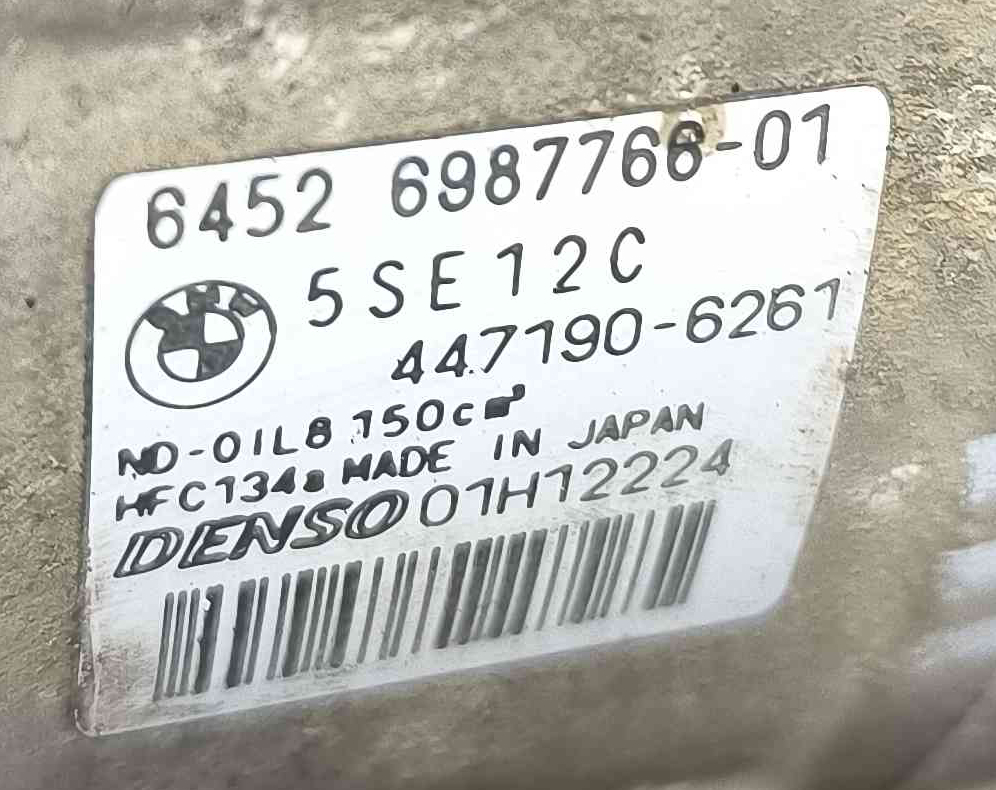 6452 6987766-01
5SE12C
447190-6261
ND-OIL8 150cm³
HFC134a MADE IN JAPAN
DENSO 01H12224